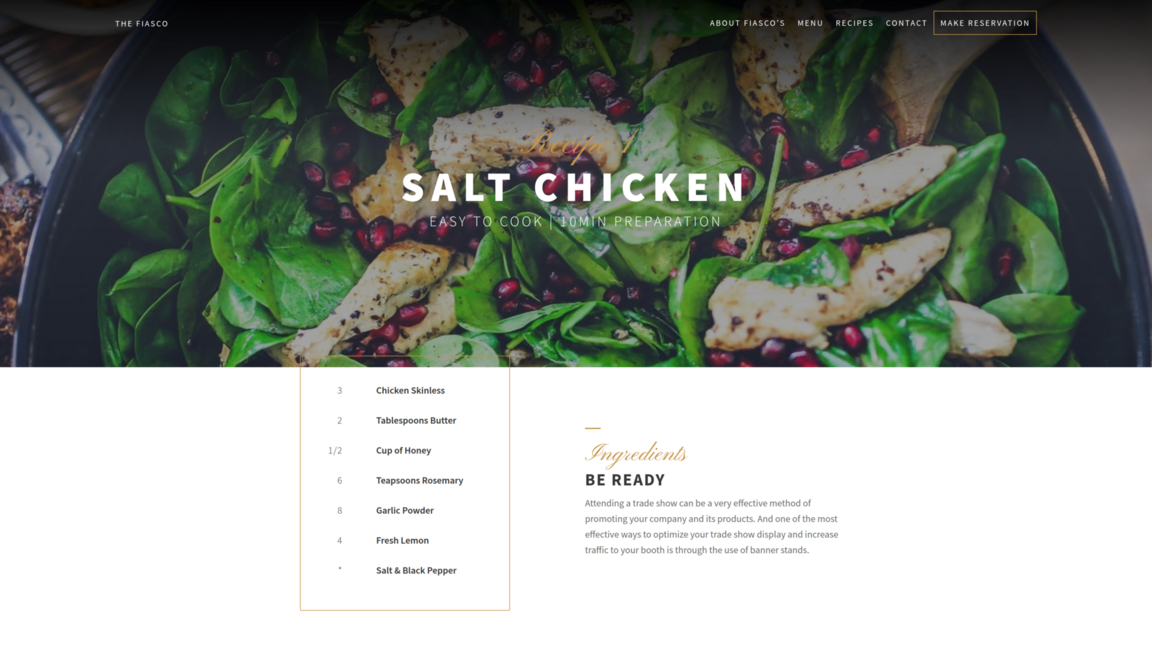 THE FIASCO
ABOUT FIASCO'S MENU RECIPES CONTACT MAKE RESERVATION
Recipe 1
SALT CHICKEN
EASY TO COOK | 10MIN PREPARATION
3 Chicken Skinless
2 Tablespoons Butter
1/2 Cup of Honey
6 Teapsoons Rosemary
8 Garlic Powder
4 Fresh Lemon
* Salt & Black Pepper
Ingredients
BE READY
Attending a trade show can be a very effective method of
promoting your company and its products. And one of the most
effective ways to optimize your trade show display and increase
traffic to your booth is through the use of banner stands.